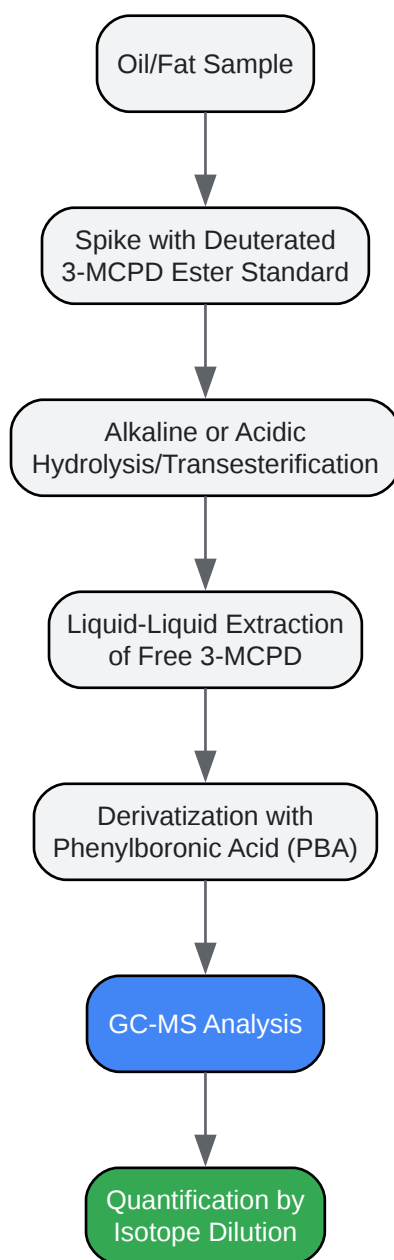 Oil/Fat Sample
Spike with Deuterated
3-MCPD Ester Standard
Alkaline or Acidic
Hydrolysis/Transesterification
Liquid-Liquid Extraction
of Free 3-MCPD
Derivatization with
Phenylboronic Acid (PBA)
GC-MS Analysis
Quantification by
Isotope Dilution